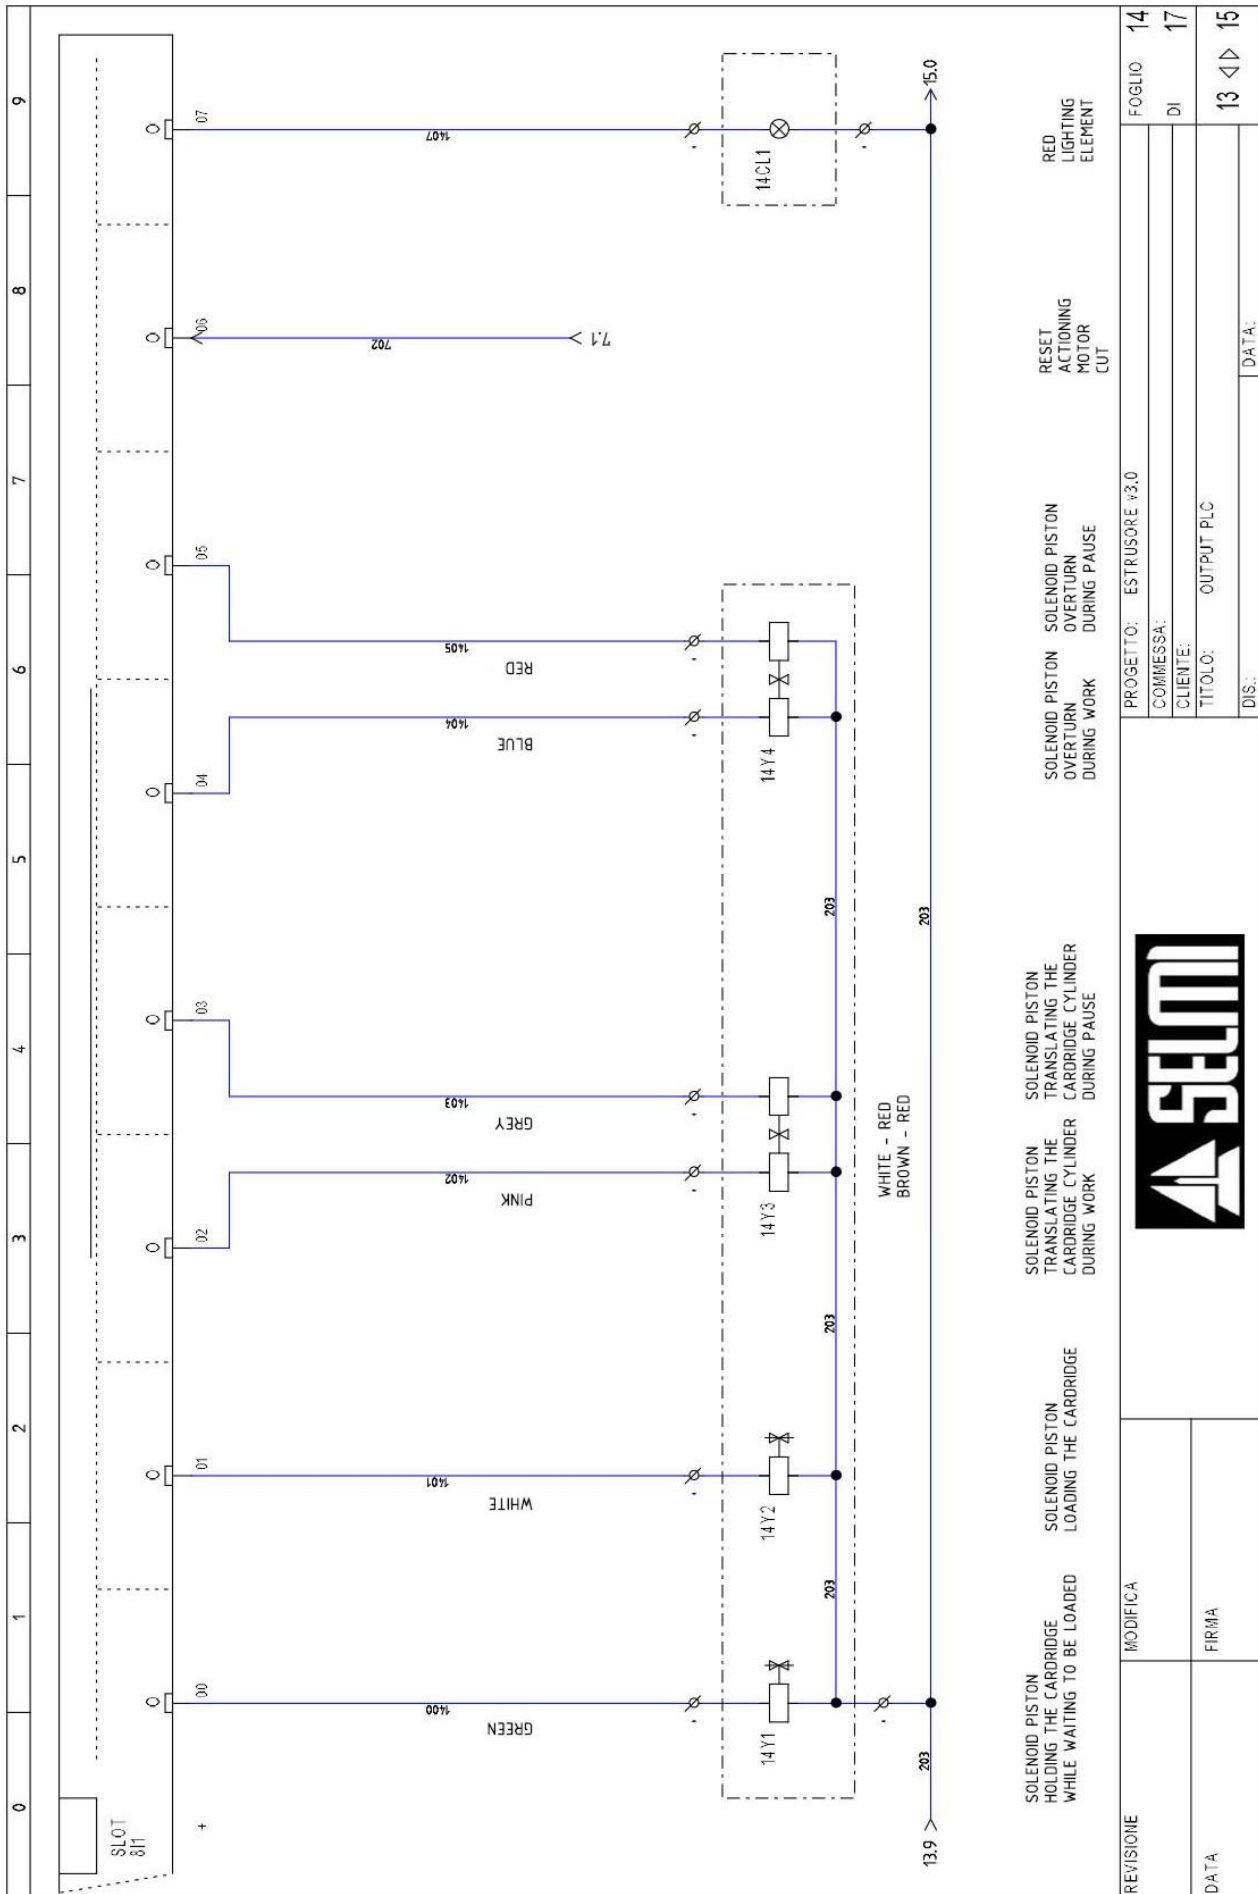 0 1 2 3 4 5 6 7 8 9
SLOT
8I1
+
O O O O O O O O
00 01 02 03 04 05 06 07
1400
GREEN
1401
WHITE
1402
PINK
1403
GREY
1404
BLUE
1405
RED
702
7.1
1407
- - - - - - -
14Y1
14Y2
14Y3
14Y4
14CL1
203
203
203
-
-
13.9
203
203
15.0
WHITE - RED
BROWN - RED
SOLENOID PISTON
HOLDING THE CARDRIDGE
WHILE WAITING TO BE LOADED
SOLENOID PISTON
LOADING THE CARDRIDGE
SOLENOID PISTON
TRANSLATING THE
CARDRIDGE CYLINDER
DURING WORK
SOLENOID PISTON
TRANSLATING THE
CARDRIDGE CYLINDER
DURING PAUSE
SOLENOID PISTON
OVERTURN
DURING WORK
SOLENOID PISTON
OVERTURN
DURING PAUSE
RESET
ACTIONING
MOTOR
CUT
RED
LIGHTING
ELEMENT
REVISIONE
MODIFICA
DATA
FIRMA
SELMI
PROGETTO: ESTRUSORE v3.0
COMMESSA:
CLIENTE:
TITOLO: OUTPUT PLC
DIS.:
DATA:
FOGLIO 14
DI 17
13 15